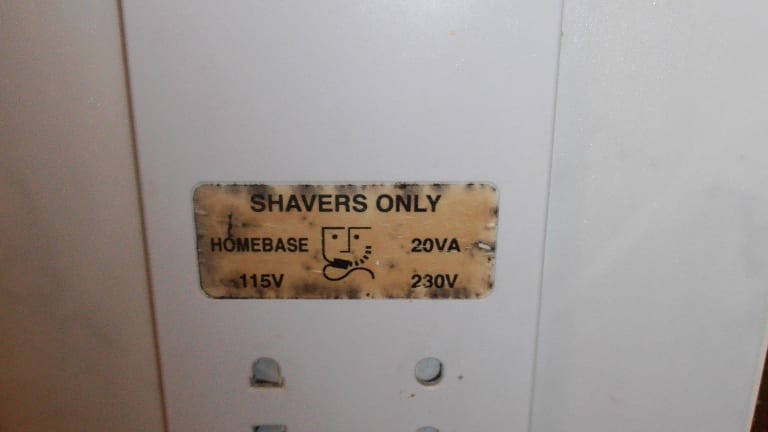 SHAVERS ONLY
HOMEBASE 20VA
115V 230V